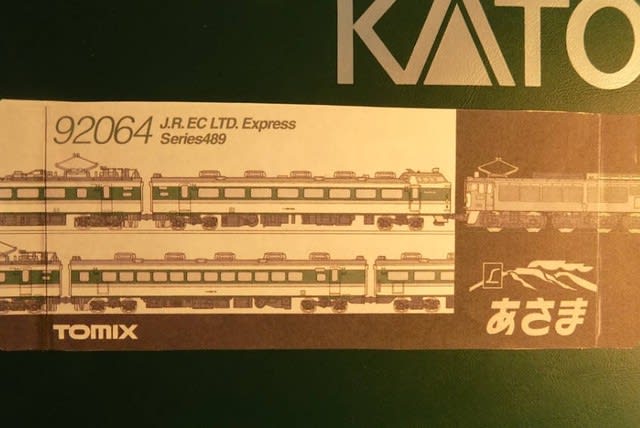 KATO
92064 J.R. EC LTD. Express
Series489
あさま
TOMIX